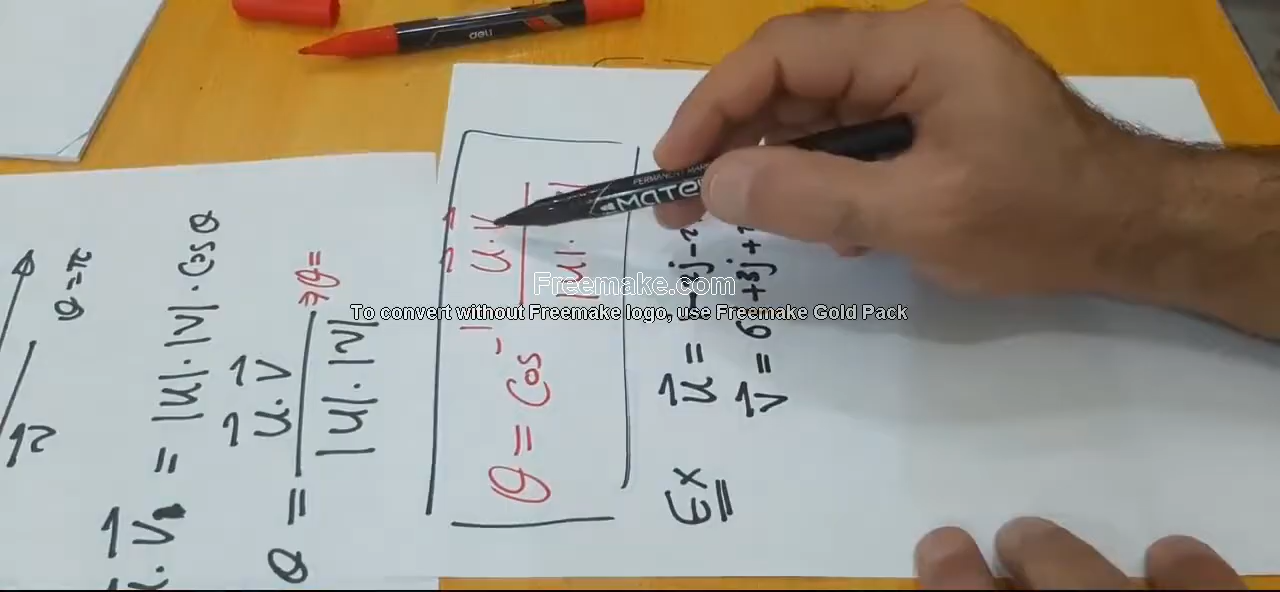 θ = π
u⃗ · v⃗ = |u| · |v| · cos θ
u⃗ · v⃗
θ = ⇒ θ =
|u| · |v|
u⃗ · v⃗
θ = cos⁻¹
|u| ·
Ex
u⃗ =
v⃗ = 6 + 3j +
deli
PERMANENT
Freemake.com
To convert without Freemake logo, use Freemake Gold Pack